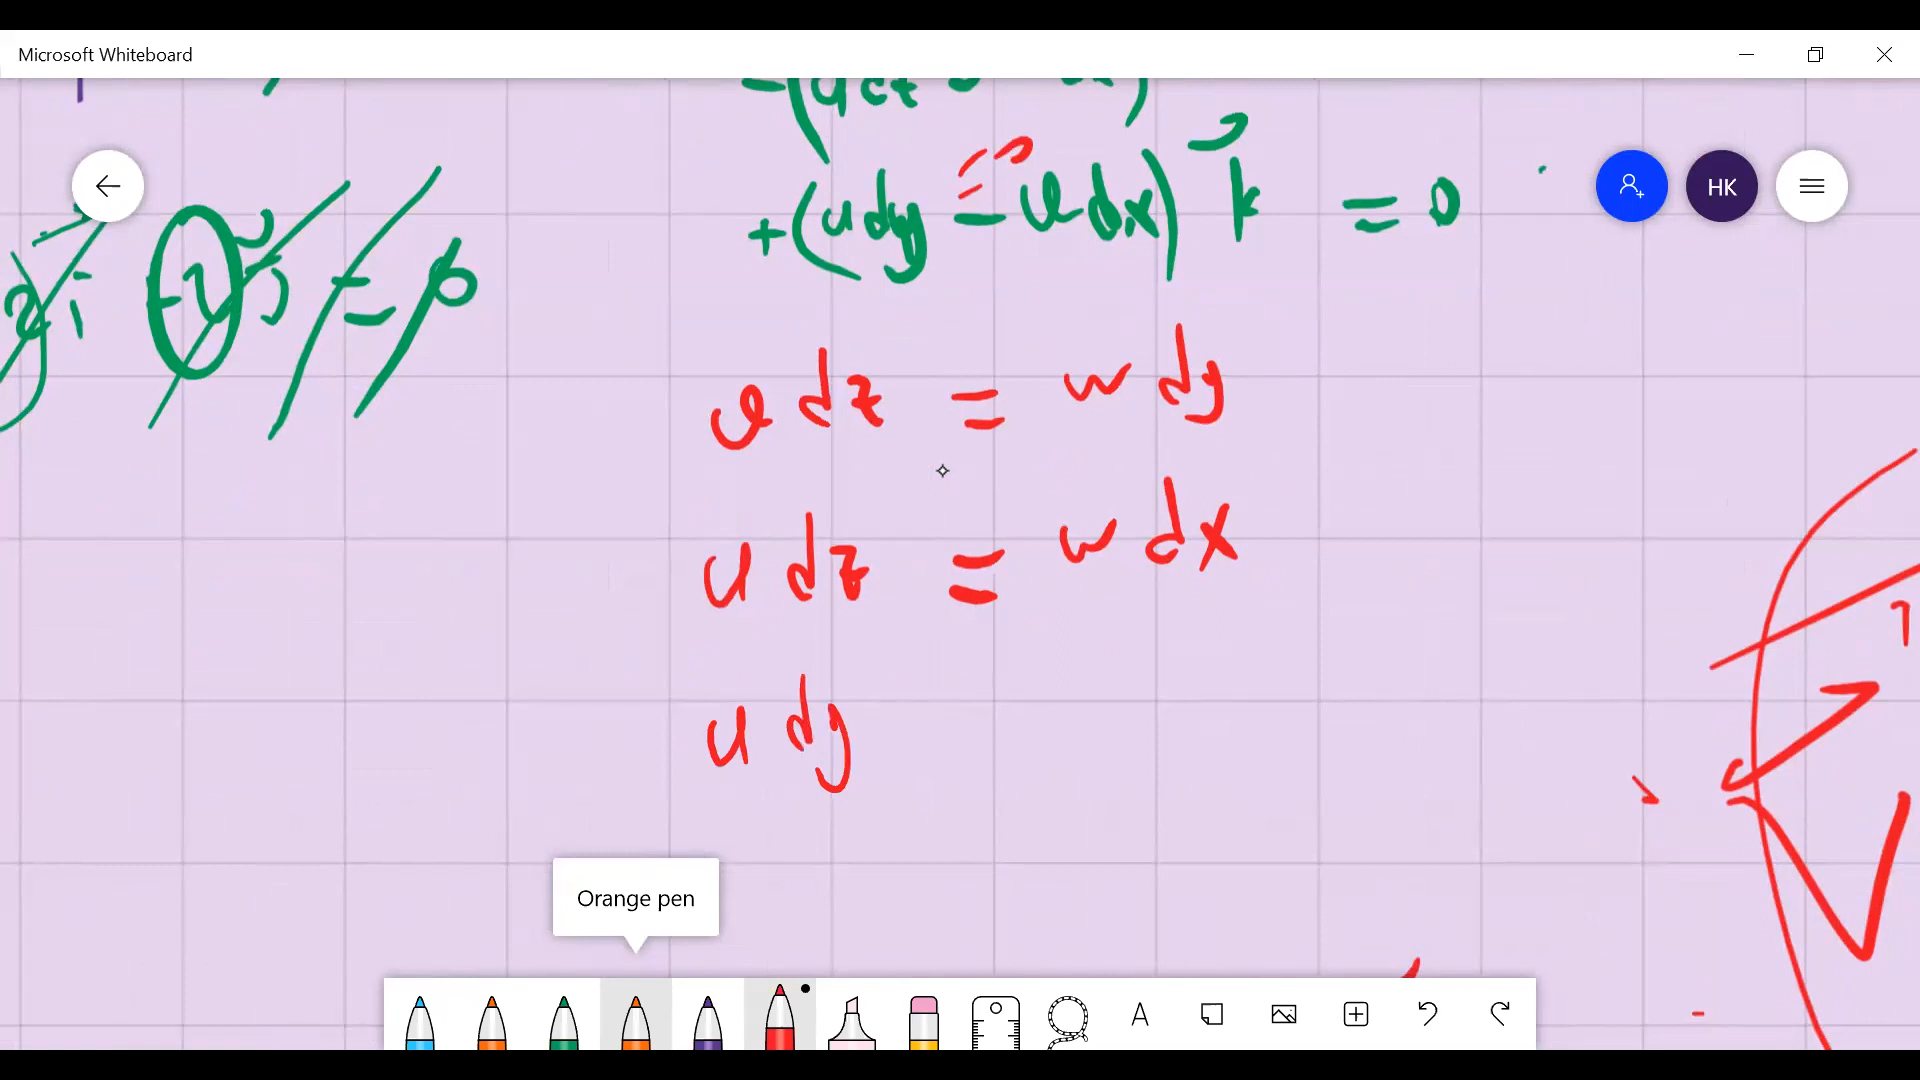 Microsoft Whiteboard
+(u dy - v dx) k = 0
HK
v dz = w dy
u dz = w dx
u dy
Orange pen